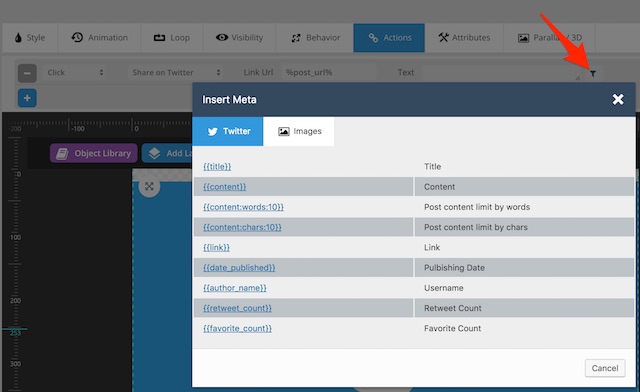 Style Animation Loop Visibility Behavior Actions Attributes Parallax / 3D
Click Share on Twitter Link Url %post_url% Text
Insert Meta
Twitter Images
{{title}} Title
{{content}} Content
{{content:words:10}} Post content limit by words
{{content:chars:10}} Post content limit by chars
{{link}} Link
{{date_published}} Pulbishing Date
{{author_name}} Username
{{retweet_count}} Retweet Count
{{favorite_count}} Favorite Count
Cancel
-100
0
Object Library Add La
0
100
200
253
300